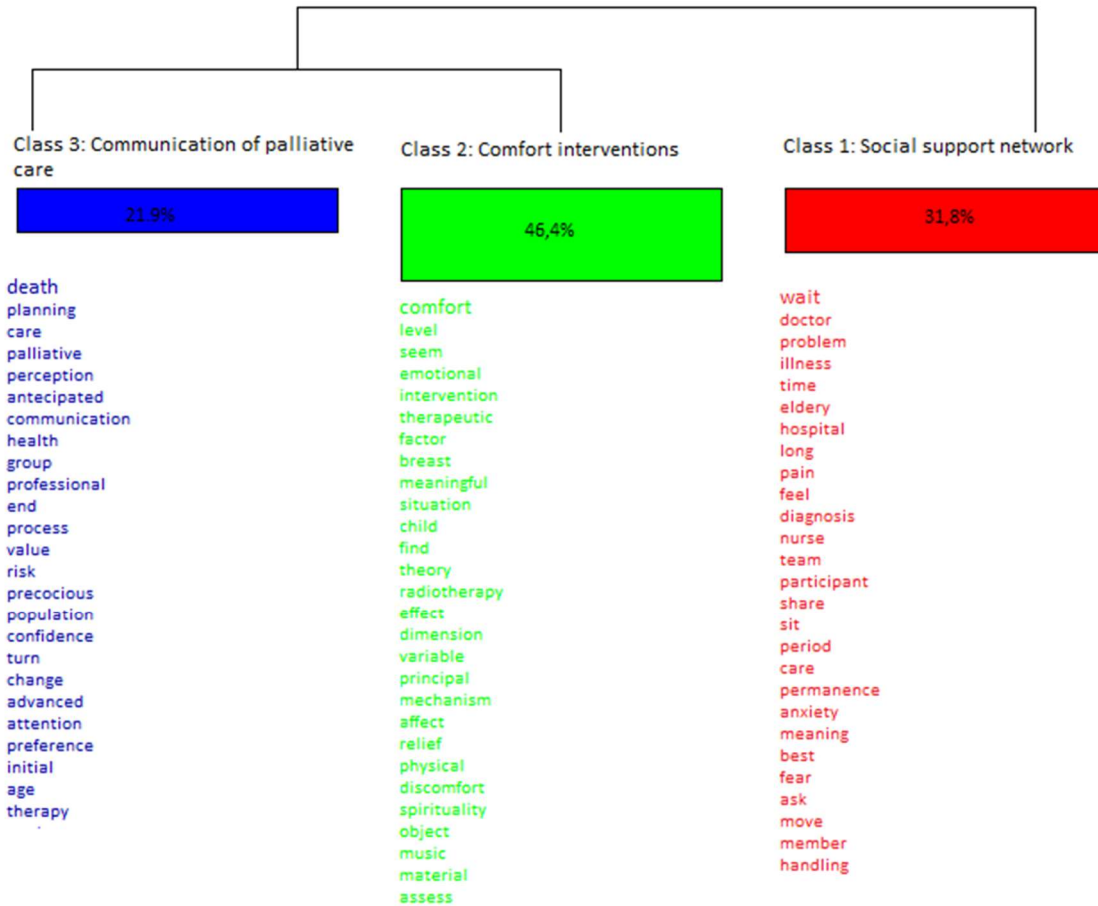 Class 3: Communication of palliative
care
21.9%
death
planning
care
palliative
perception
antecipated
communication
health
group
professional
end
process
value
risk
precocious
population
confidence
turn
change
advanced
attention
preference
initial
age
therapy
Class 2: Comfort interventions
46,4%
comfort
level
seem
emotional
intervention
therapeutic
factor
breast
meaningful
situation
child
find
theory
radiotherapy
effect
dimension
variable
principal
mechanism
affect
relief
physical
discomfort
spirituality
object
music
material
assess
Class 1: Social support network
31,8%
wait
doctor
problem
illness
time
eldery
hospital
long
pain
feel
diagnosis
nurse
team
participant
share
sit
period
care
permanence
anxiety
meaning
best
fear
ask
move
member
handling